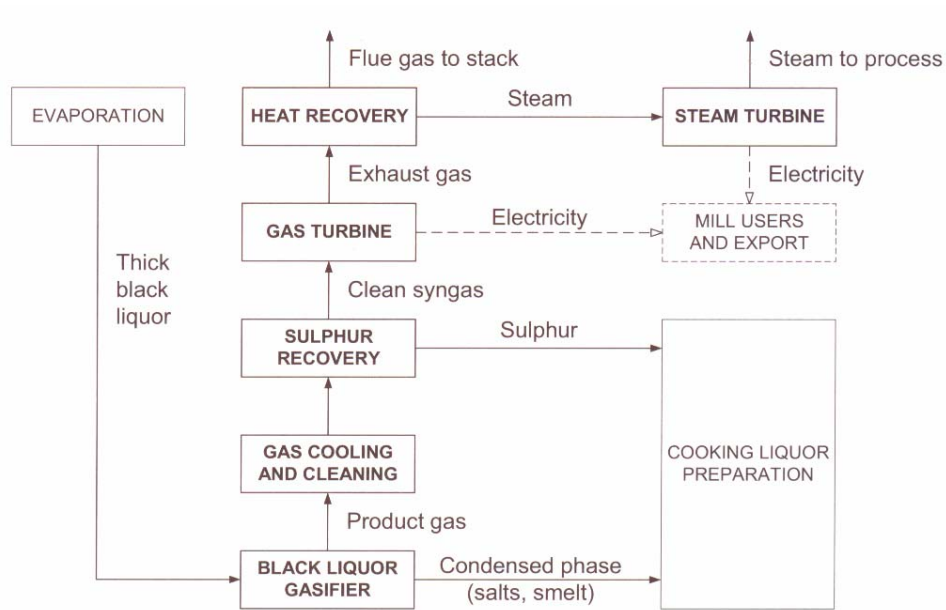 Flue gas to stack
Steam to process
EVAPORATION
HEAT RECOVERY
Steam
STEAM TURBINE
Exhaust gas
Electricity
GAS TURBINE
Electricity
MILL USERS
AND EXPORT
Thick
black
liquor
Clean syngas
SULPHUR
RECOVERY
Sulphur
GAS COOLING
AND CLEANING
COOKING LIQUOR
PREPARATION
Product gas
BLACK LIQUOR
GASIFIER
Condensed phase
(salts, smelt)